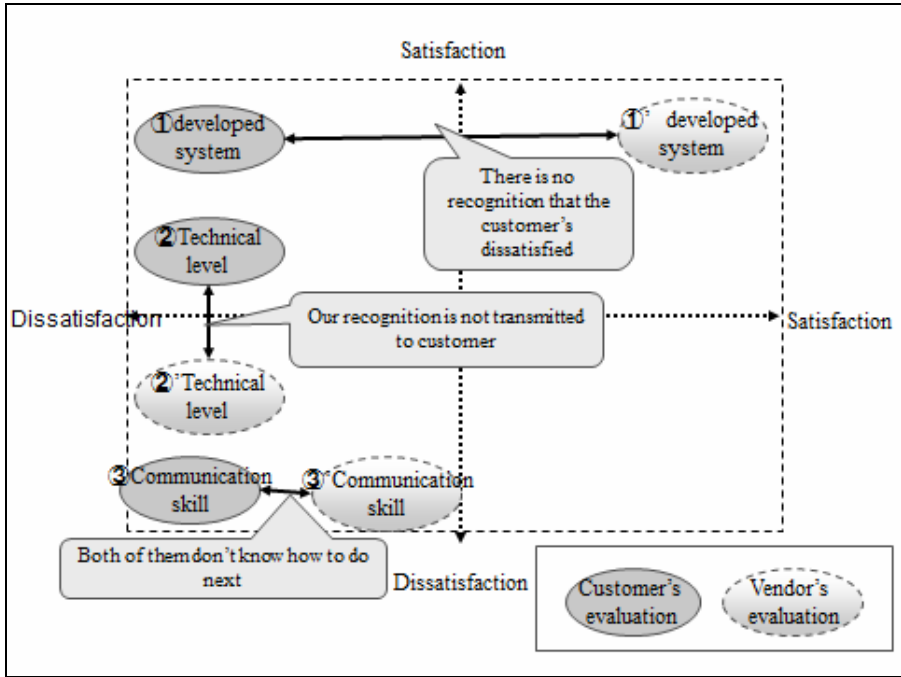 Satisfaction
①developed
system
①’ developed
system
There is no
recognition that the
customer’s
dissatisfied
②Technical
level
Dissatisfaction
Our recognition is not transmitted
to customer
Satisfaction
②’Technical
level
③Communication
skill
③’Communication
skill
Both of them don’t know how to do
next
Dissatisfaction
Customer’s
evaluation
Vendor’s
evaluation